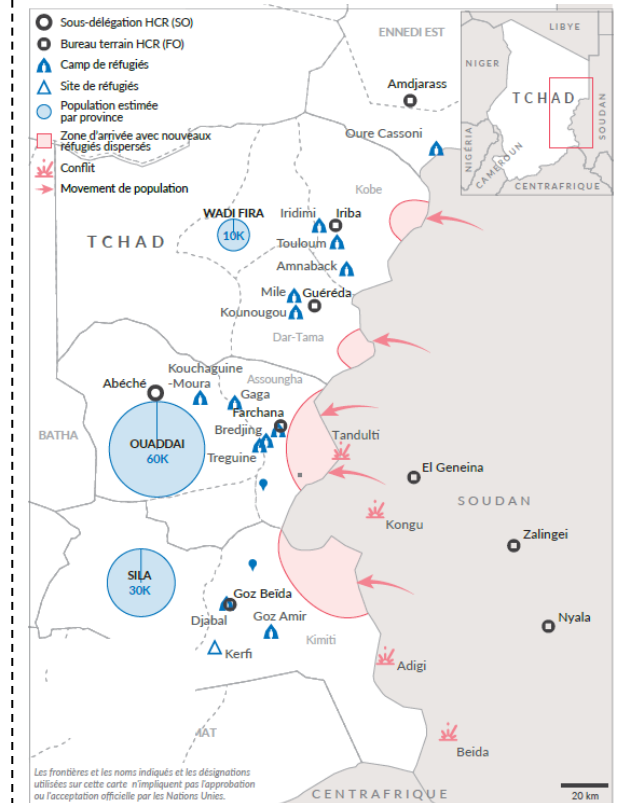 Sous-délégation HCR (SO)
Bureau terrain HCR (FO)
Camp de réfugiés
Site de réfugiés
Population estimée
par province
Zone d'arrivée avec nouveaux
réfugiés dispersés
Conflit
Movement de population
ENNEDI EST
Amdjarass
Oure Cassoni
LIBYE
NIGER
TCHAD
SOUDAN
NIGÉRIA
CAMEROUN
CENTRAFRIQUE
Kobe
WADI FIRA
10K
Iridimi
Iriba
TCHAD
Touloum
Amnaback
Mile
Guéréda
Kounougou
Dar-Tama
Kouchaguine
-Moura
Assoungha
Abéché
Gaga
Farchana
BATHA
Bredjing
Tandulti
OUADDAI
60K
Treguine
El Geneina
SOUDAN
Kongu
Zalingei
SILA
30K
Goz Beïda
Djabal
Goz Amir
Nyala
Kimiti
Kerfi
Adigi
MAT
Beida
Les frontières et les noms indiqués et les désignations
utilisées sur cette carte n'impliquent pas l'approbation
ou l'acceptation officielle par les Nations Unies.
CENTRAFRIQUE
20 km